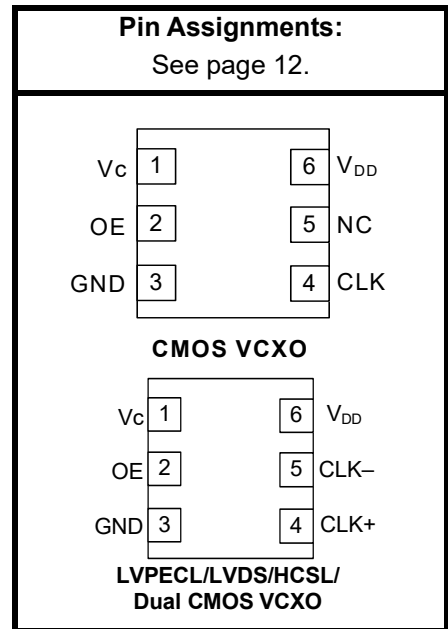 Pin Assignments:
See page 12.
Vc 1 6 VDD
OE 2 5 NC
GND 3 4 CLK
CMOS VCXO
Vc 1 6 VDD
OE 2 5 CLK–
GND 3 4 CLK+
LVPECL/LVDS/HCSL/
Dual CMOS VCXO